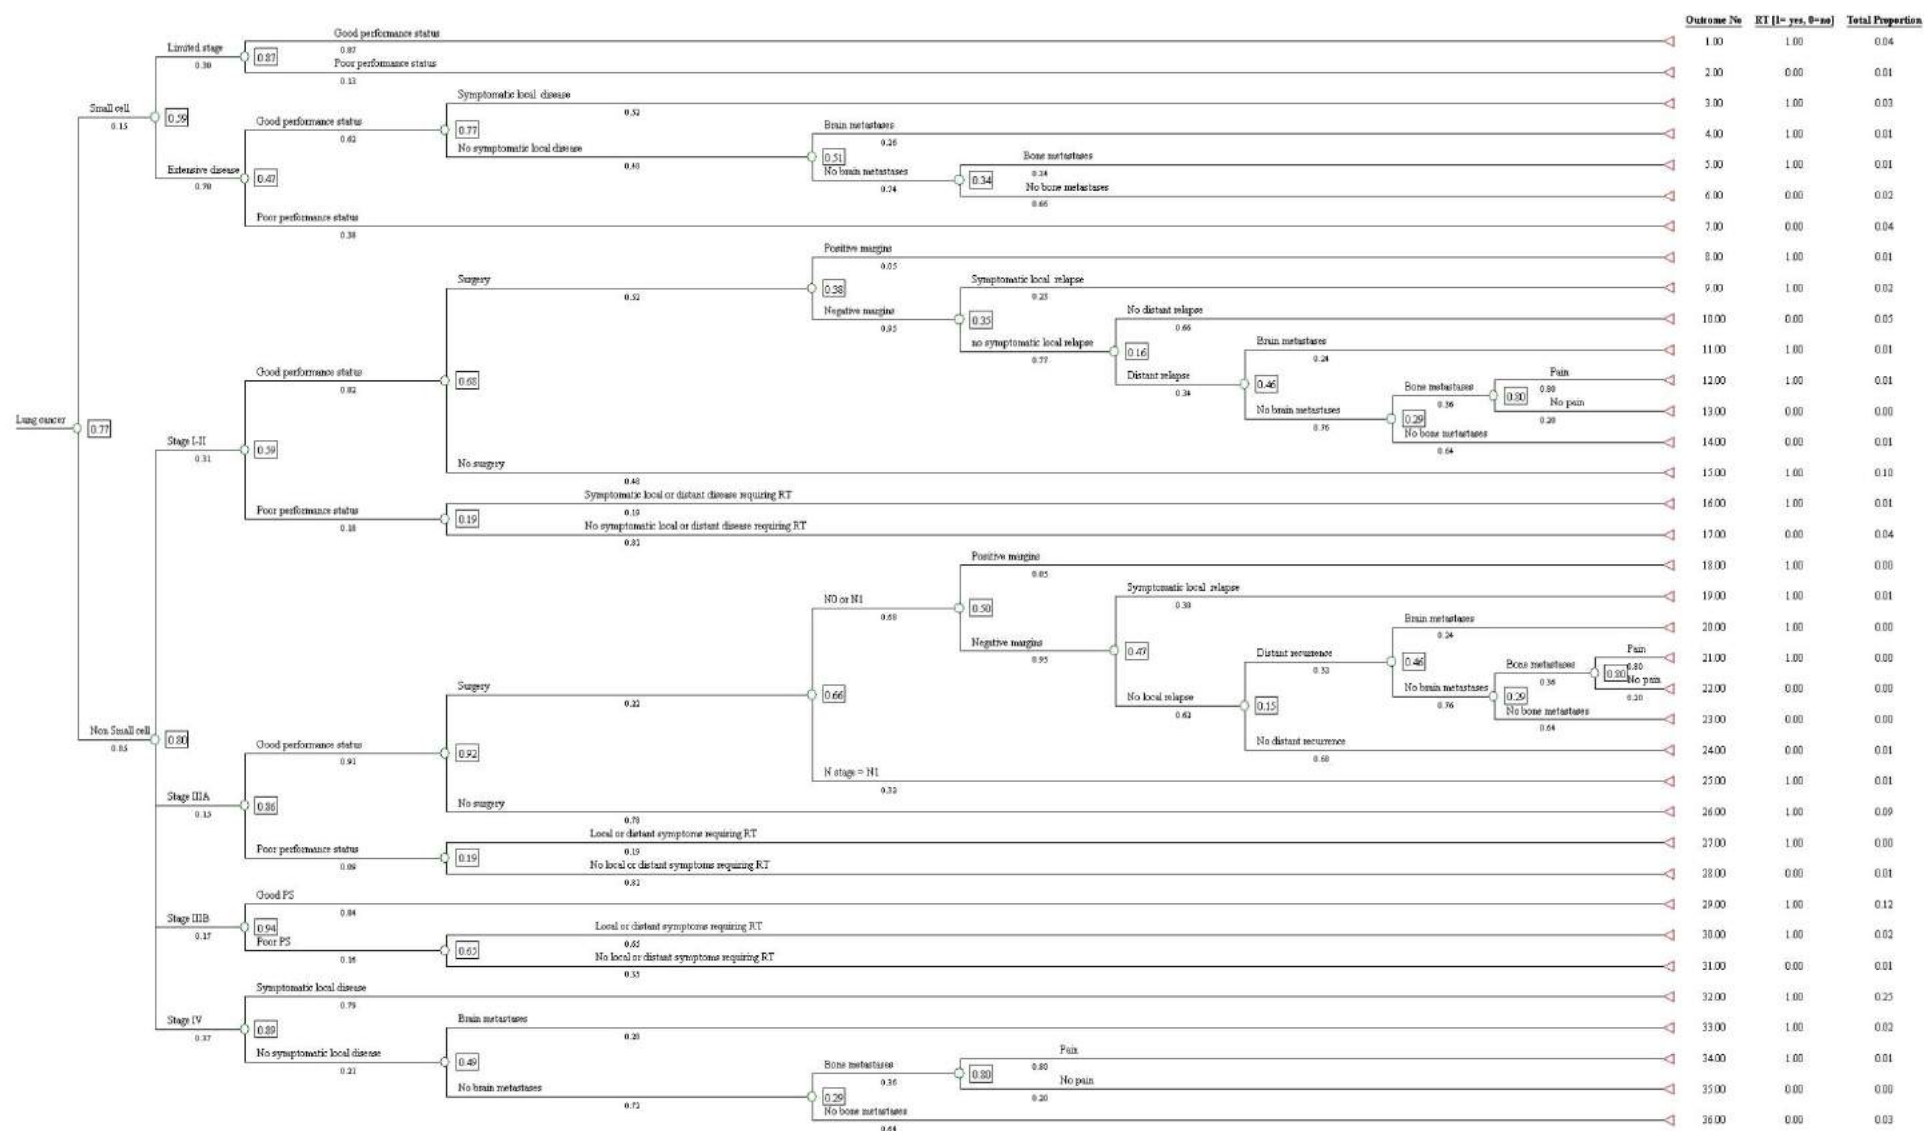 Outcome No RT [1= yes, 0=no] Total Proportion
Good performance status
0.87
1.00 1.00 0.04
Limited stage
0.30
0.87
Poor performance status
0.13
2.00 0.00 0.01
Small cell
0.15
0.59
Symptomatic local disease
0.52
3.00 1.00 0.03
Good performance status
0.62
0.77
Brain metastases
0.26
4.00 1.00 0.01
No symptomatic local disease
0.48
0.51
Bone metastases
0.34
5.00 1.00 0.01
Extensive disease
0.70
0.47
No brain metastases
0.74
0.34
No bone metastases
0.66
6.00 0.00 0.02
Poor performance status
0.38
7.00 0.00 0.04
Positive margins
0.05
8.00 1.00 0.01
Surgery
0.52
0.38
Symptomatic local relapse
0.23
9.00 1.00 0.02
Negative margins
0.95
0.35
No distant relapse
0.66
10.00 0.00 0.05
no symptomatic local relapse
0.77
0.16
Brain metastases
0.24
11.00 1.00 0.01
Good performance status
0.82
0.68
Distant relapse
0.34
0.46
Pain
0.80
12.00 1.00 0.01
Bone metastases
0.36
0.80
No pain
0.20
13.00 0.00 0.00
Lung cancer
0.77
No brain metastases
0.76
0.29
No bone metastases
0.64
14.00 0.00 0.01
Stage I-II
0.31
0.59
No surgery
0.48
15.00 1.00 0.10
Symptomatic local or distant disease requiring RT
0.19
16.00 1.00 0.01
Poor performance status
0.18
0.19
No symptomatic local or distant disease requiring RT
0.81
17.00 0.00 0.04
Positive margins
0.05
18.00 1.00 0.00
N0 or N1
0.68
0.50
Symptomatic local relapse
0.38
19.00 1.00 0.01
Negative margins
0.95
0.47
Brain metastases
0.24
20.00 1.00 0.00
Distant recurrence
0.32
0.46
Pain
0.80
21.00 1.00 0.00
Bone metastases
0.36
0.80
No pain
0.20
22.00 0.00 0.00
Surgery
0.22
0.66
No local relapse
0.62
0.15
No brain metastases
0.76
0.29
No bone metastases
0.64
23.00 0.00 0.00
Non Small cell
0.85
0.80
Good performance status
0.91
0.92
No distant recurrence
0.68
24.00 0.00 0.01
N stage = N1
0.32
25.00 1.00 0.01
Stage IIIA
0.15
0.86
No surgery
0.78
26.00 1.00 0.09
Local or distant symptoms requiring RT
0.19
27.00 1.00 0.00
Poor performance status
0.09
0.19
No local or distant symptoms requiring RT
0.81
28.00 0.00 0.01
Good PS
0.84
29.00 1.00 0.12
Stage IIIB
0.17
0.94
Local or distant symptoms requiring RT
0.65
30.00 1.00 0.02
Poor PS
0.16
0.65
No local or distant symptoms requiring RT
0.35
31.00 0.00 0.01
Symptomatic local disease
0.79
32.00 1.00 0.25
Stage IV
0.37
0.89
Brain metastases
0.28
33.00 1.00 0.02
No symptomatic local disease
0.21
0.49
Pain
0.80
34.00 1.00 0.01
Bone metastases
0.36
0.80
No pain
0.20
35.00 0.00 0.00
No brain metastases
0.72
0.29
No bone metastases
0.64
36.00 0.00 0.03